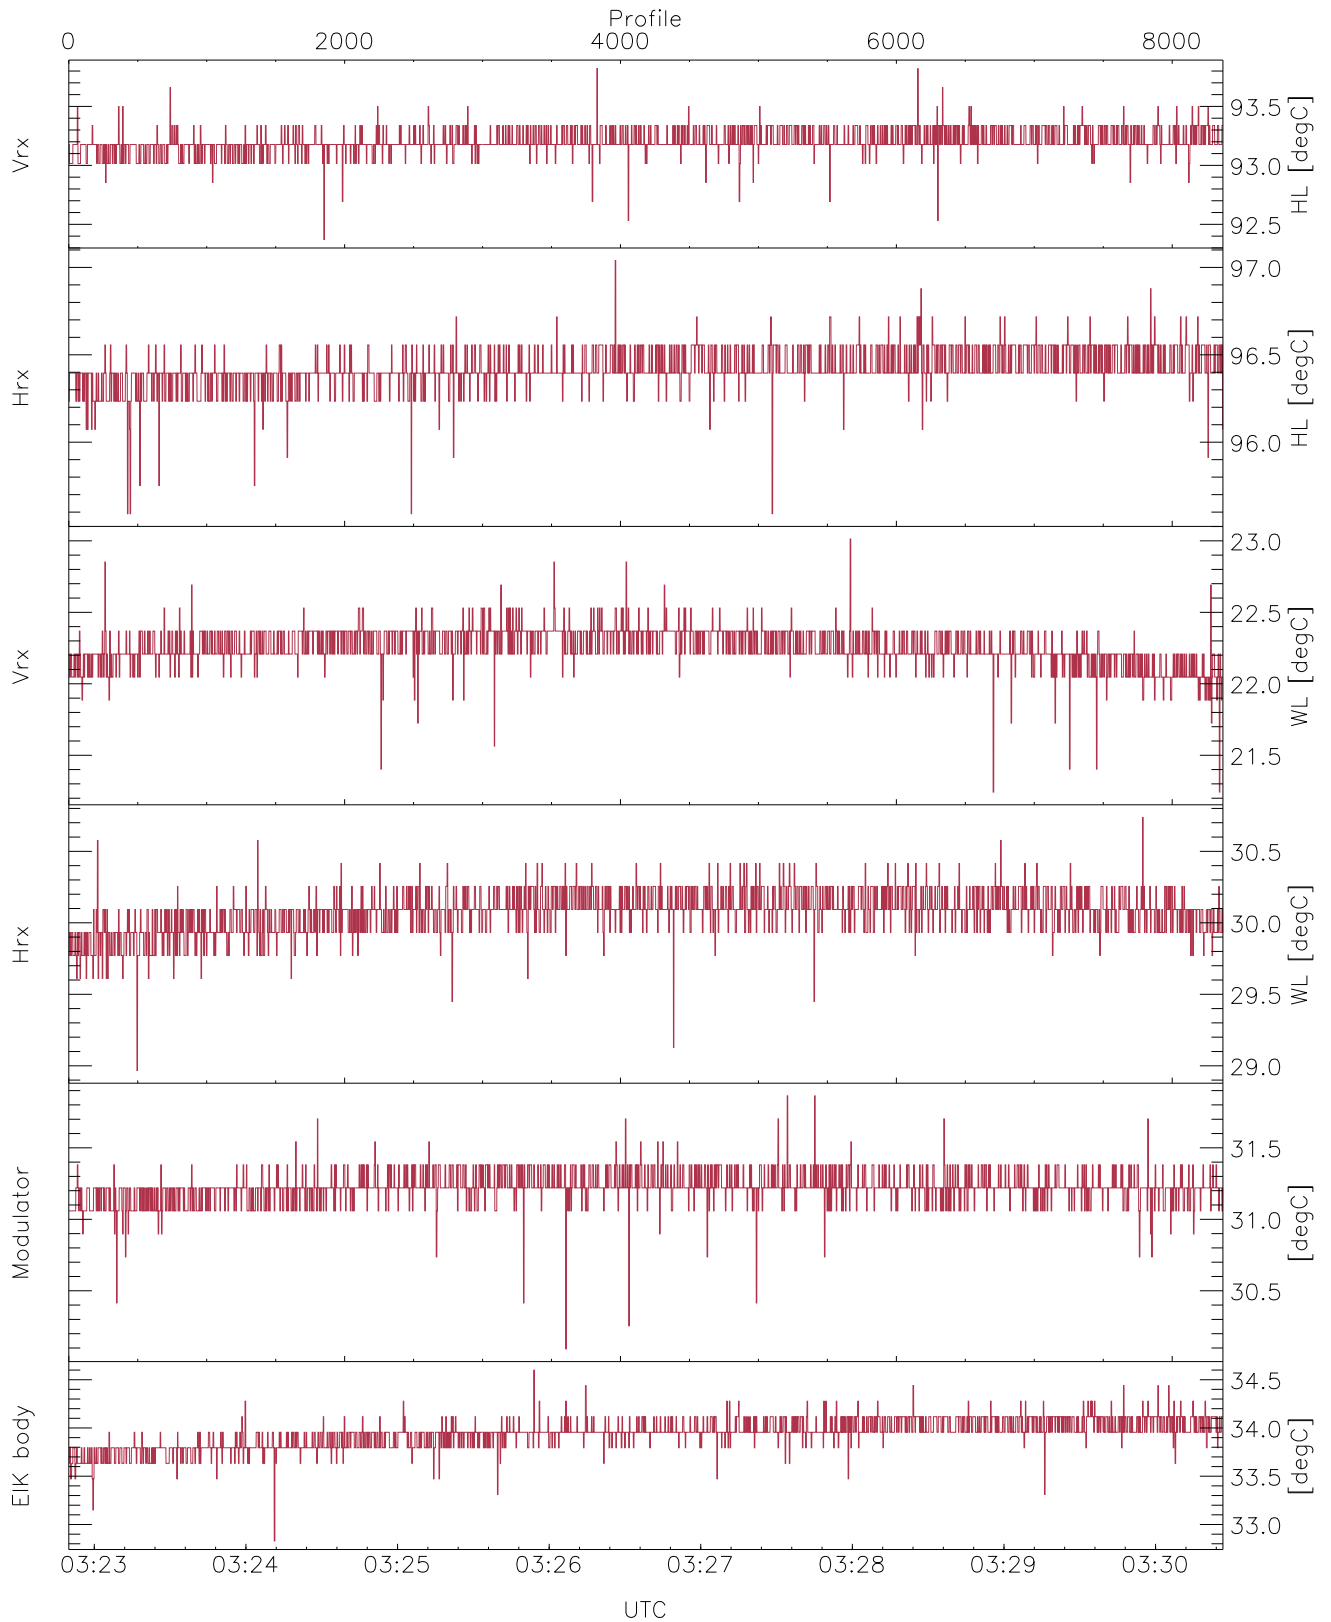 Profile
0 2000 4000 6000 8000
Vrx
93.5
93.0
92.5
HL [degC]
Hrx
97.0
96.5
96.0
HL [degC]
Vrx
23.0
22.5
22.0
21.5
WL [degC]
Hrx
30.5
30.0
29.5
29.0
WL [degC]
Modulator
31.5
31.0
30.5
[degC]
EIK body
34.5
34.0
33.5
33.0
[degC]
03:23 03:24 03:25 03:26 03:27 03:28 03:29 03:30
UTC